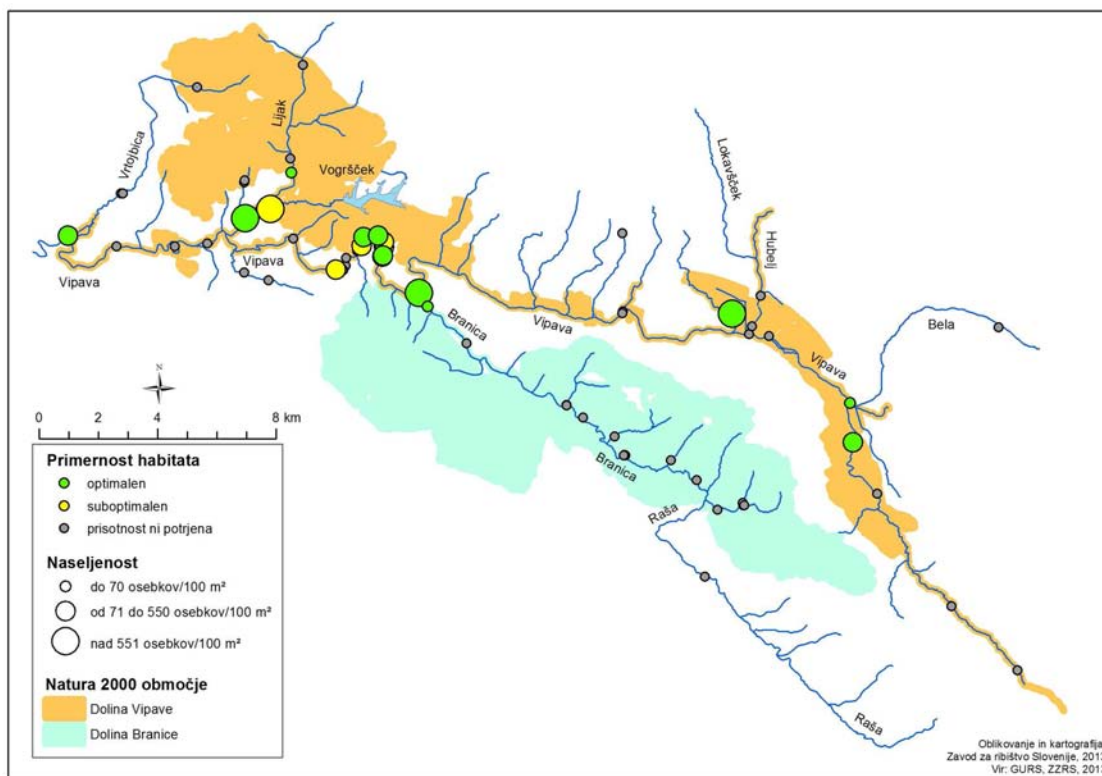 Vrtojbica
Lijak
Vogršček
Lokavšček
Hubelj
Vipava
Vipava
Bela
Branica
Vipava
Vipava
0 2 4 8 km
Branica
Raša
Raša
Primernost habitata
optimalen
suboptimalen
prisotnost ni potrjena
Naseljenost
do 70 osebkov/100 m²
od 71 do 550 osebkov/100 m²
nad 551 osebkov/100 m²
Natura 2000 območje
Dolina Vipave
Dolina Branice
Oblikovanje in kartografija
Zavod za ribištvo Slovenije, 2013
Vir: GURS, ZZRS, 2013